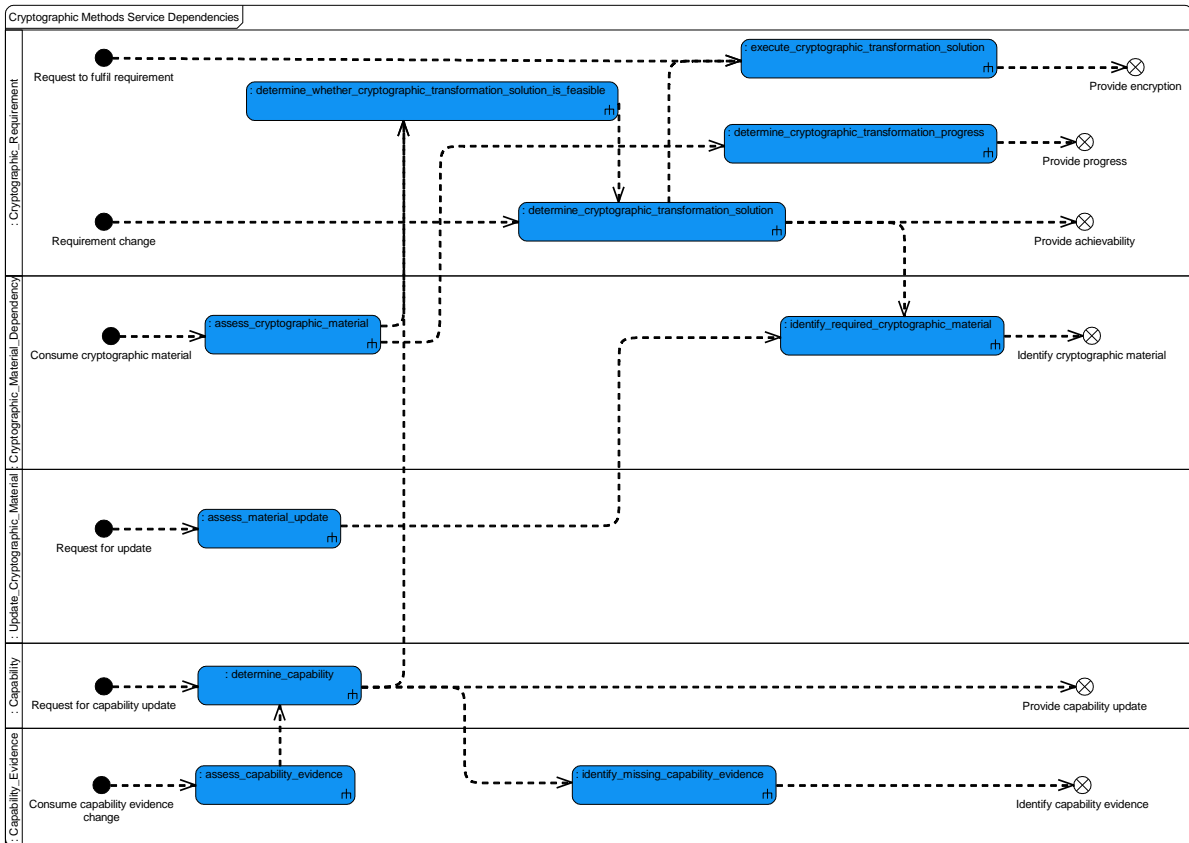 Cryptographic Methods Service Dependencies
: Cryptographic_Requirement
Request to fulfil requirement
: execute_cryptographic_transformation_solution
Provide encryption
: determine_whether_cryptographic_transformation_solution_is_feasible
: determine_cryptographic_transformation_progress
Provide progress
Requirement change
: determine_cryptographic_transformation_solution
Provide achievability
: Cryptographic_Material_Dependency
Consume cryptographic material
: assess_cryptographic_material
: identify_required_cryptographic_material
Identify cryptographic material
: Update_Cryptographic_Material
Request for update
: assess_material_update
: Capability
Request for capability update
: determine_capability
Provide capability update
: Capability_Evidence
Consume capability evidence
change
: assess_capability_evidence
: identify_missing_capability_evidence
Identify capability evidence